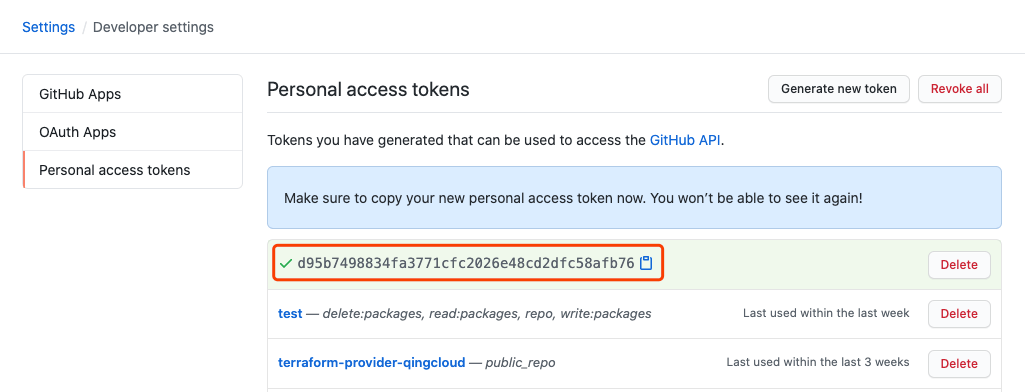 Settings / Developer settings
GitHub Apps
OAuth Apps
Personal access tokens
Personal access tokens
Generate new token
Revoke all
Tokens you have generated that can be used to access the GitHub API.
Make sure to copy your new personal access token now. You won’t be able to see it again!
d95b7498834fa3771cfc2026e48cd2dfc58afb76
Delete
test — delete:packages, read:packages, repo, write:packages
Last used within the last week
Delete
terraform-provider-qingcloud — public_repo
Last used within the last 3 weeks
Delete